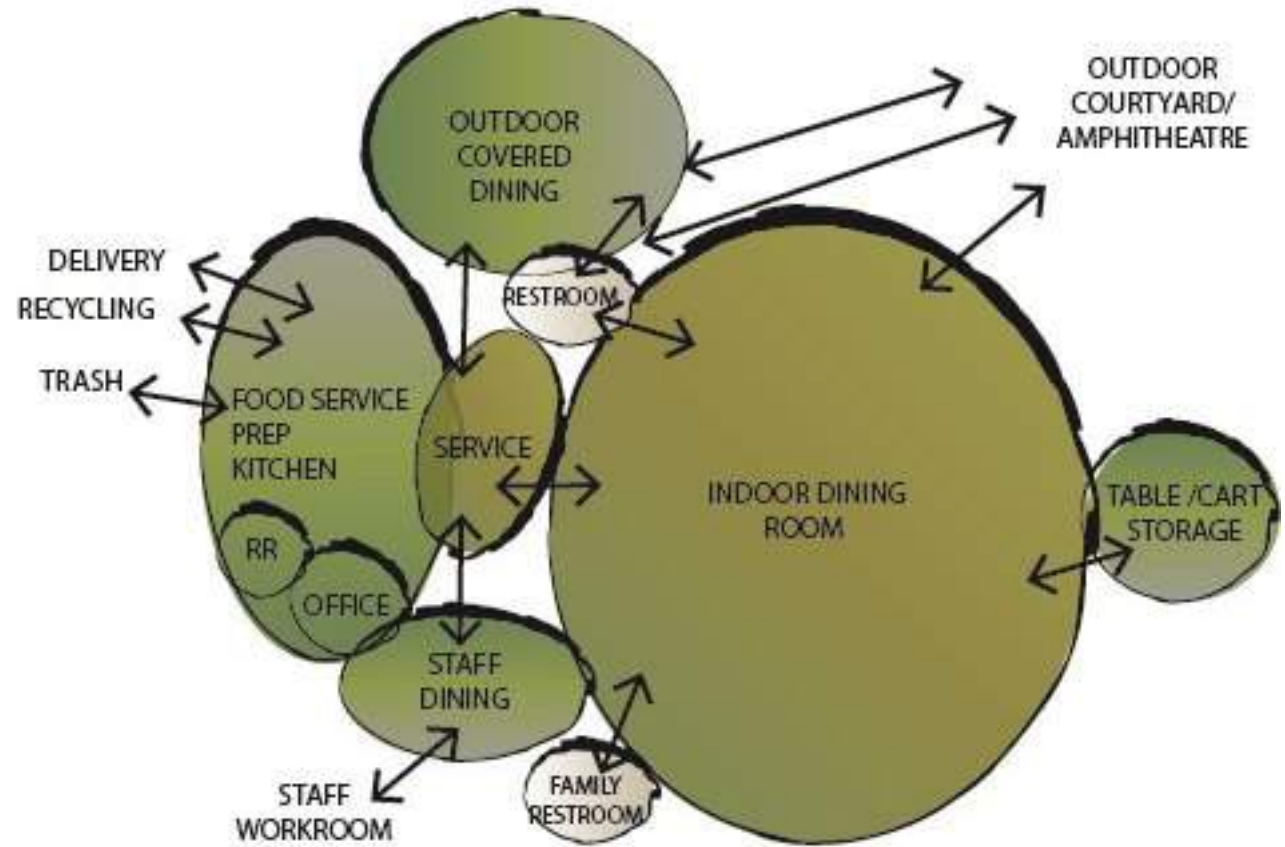 OUTDOOR
COVERED
DINING
OUTDOOR
COURTYARD/
AMPHITHEATRE
DELIVERY
RECYCLING
TRASH
RESTROOM
FOOD SERVICE
PREP
KITCHEN
SERVICE
INDOOR DINING
ROOM
TABLE /CART
STORAGE
RR
OFFICE
STAFF
DINING
STAFF
WORKROOM
FAMILY
RESTROOM